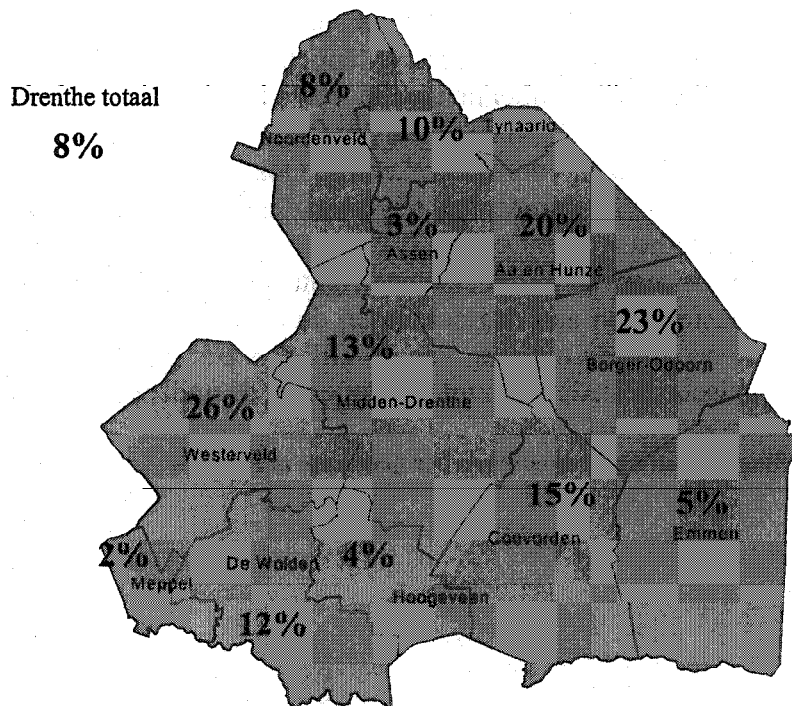 8%
Drenthe totaal
8%
10% Tynaarlo
Noordenveld
3% 20%
Assen
Aa en Hunze
23%
13%
Borger-Odoorn
26%
Midden-Drenthe
Westerveld
15% 5%
Coevorden Emmen
2% 4%
De Wolden
Meppel
Hoogeveen
12%